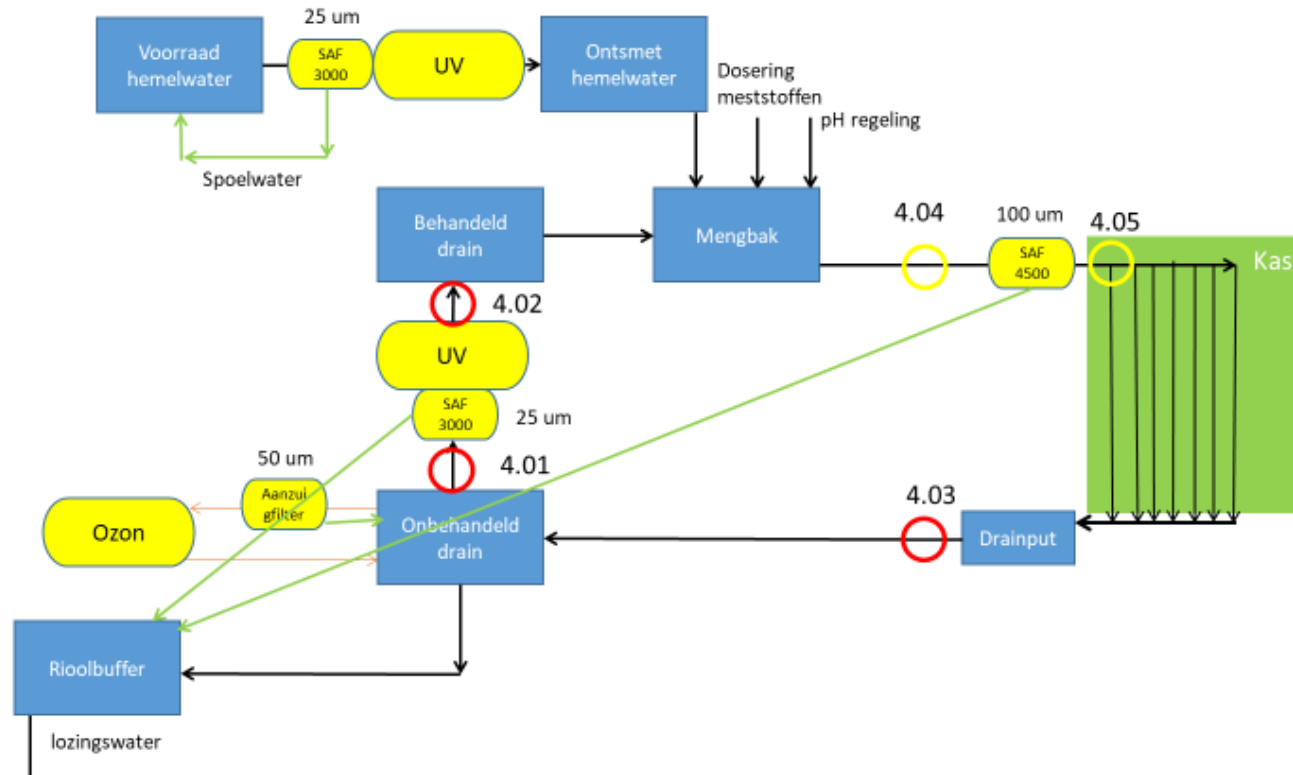 25 um
Voorraad
hemelwater
SAF
3000
UV
Ontsmet
hemelwater
Dosering
meststoffen
pH regeling
Spoelwater
Behandeld
drain
Mengbak
4.04
100 um
SAF
4500
4.05
Kas
4.02
UV
SAF
3000
25 um
4.01
50 um
Aanzui
gfilter
Ozon
Onbehandeld
drain
4.03
Drainput
Rioolbuffer
lozingswater